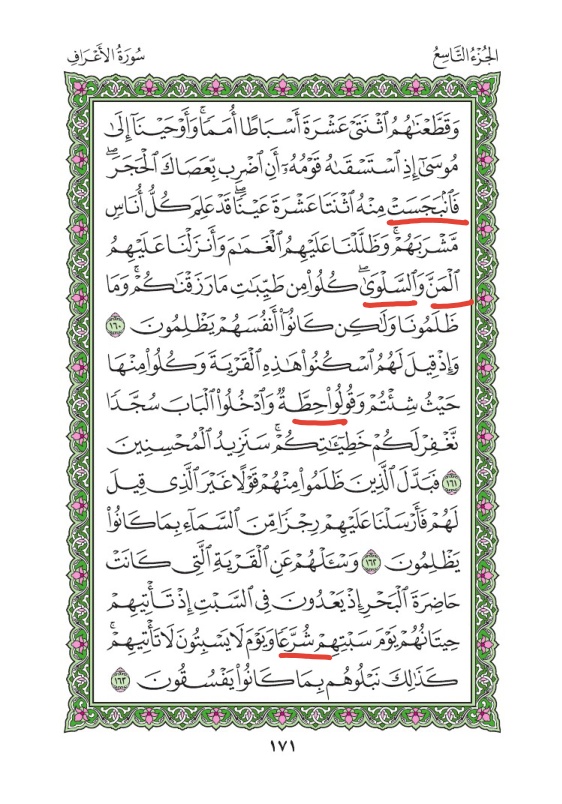 الجُزْءُ التَّاسِعُ
سُورَةُ الأَعْرَافِ
وَقَطَّعْنَٰهُمُ ٱثْنَتَىْ عَشْرَةَ أَسْبَاطًا أُمَمًا ۚ وَأَوْحَيْنَآ إِلَىٰ
مُوسَىٰٓ إِذِ ٱسْتَسْقَىٰهُ قَوْمُهُۥٓ أَنِ ٱضْرِب بِّعَصَاكَ ٱلْحَجَرَ ۖ
فَٱنۢبَجَسَتْ مِنْهُ ٱثْنَتَا عَشْرَةَ عَيْنًا ۖ قَدْ عَلِمَ كُلُّ أُنَاسٍ
مَّشْرَبَهُمْ ۚ وَظَلَّلْنَا عَلَيْهِمُ ٱلْغَمَٰمَ وَأَنزَلْنَا عَلَيْهِمُ
ٱلْمَنَّ وَٱلسَّلْوَىٰ ۖ كُلُوا۟ مِن طَيِّبَٰتِ مَا رَزَقْنَٰكُمْ ۚ وَمَا
ظَلَمُونَا وَلَٰكِن كَانُوٓا۟ أَنفُسَهُمْ يَظْلِمُونَ ١٦٠
وَإِذْ قِيلَ لَهُمُ ٱسْكُنُوا۟ هَٰذِهِ ٱلْقَرْيَةَ وَكُلُوا۟ مِنْهَا
حَيْثُ شِئْتُمْ وَقُولُوا۟ حِطَّةٌ وَٱدْخُلُوا۟ ٱلْبَابَ سُجَّدًا
نَّغْفِرْ لَكُمْ خَطِيٓـَٰٔتِكُمْ ۚ سَنَزِيدُ ٱلْمُحْسِنِينَ
١٦١ فَبَدَّلَ ٱلَّذِينَ ظَلَمُوا۟ مِنْهُمْ قَوْلًا غَيْرَ ٱلَّذِى قِيلَ
لَهُمْ فَأَرْسَلْنَا عَلَيْهِمْ رِجْزًا مِّنَ ٱلسَّمَآءِ بِمَا كَانُوا۟
يَظْلِمُونَ ١٦٢ وَسْـَٔلْهُمْ عَنِ ٱلْقَرْيَةِ ٱلَّتِى كَانَتْ
حَاضِرَةَ ٱلْبَحْرِ إِذْ يَعْدُونَ فِى ٱلسَّبْتِ إِذْ تَأْتِيهِمْ
حِيتَانُهُمْ يَوْمَ سَبْتِهِمْ شُرَّعًا وَيَوْمَ لَا يَسْبِتُونَ لَا تَأْتِيهِمْ ۚ
كَذَٰلِكَ نَبْلُوهُم بِمَا كَانُوا۟ يَفْسُقُونَ ١٦٣
١٧١